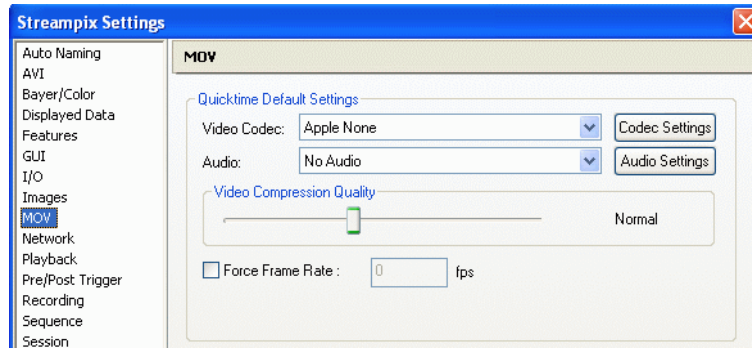 Streampix Settings
Auto Naming
AVI
Bayer/Color
Displayed Data
Features
GUI
I/O
Images
MOV
Network
Playback
Pre/Post Trigger
Recording
Sequence
Session
MOV
Quicktime Default Settings
Video Codec: Apple None Codec Settings
Audio: No Audio Audio Settings
Video Compression Quality
Normal
Force Frame Rate : 0 fps